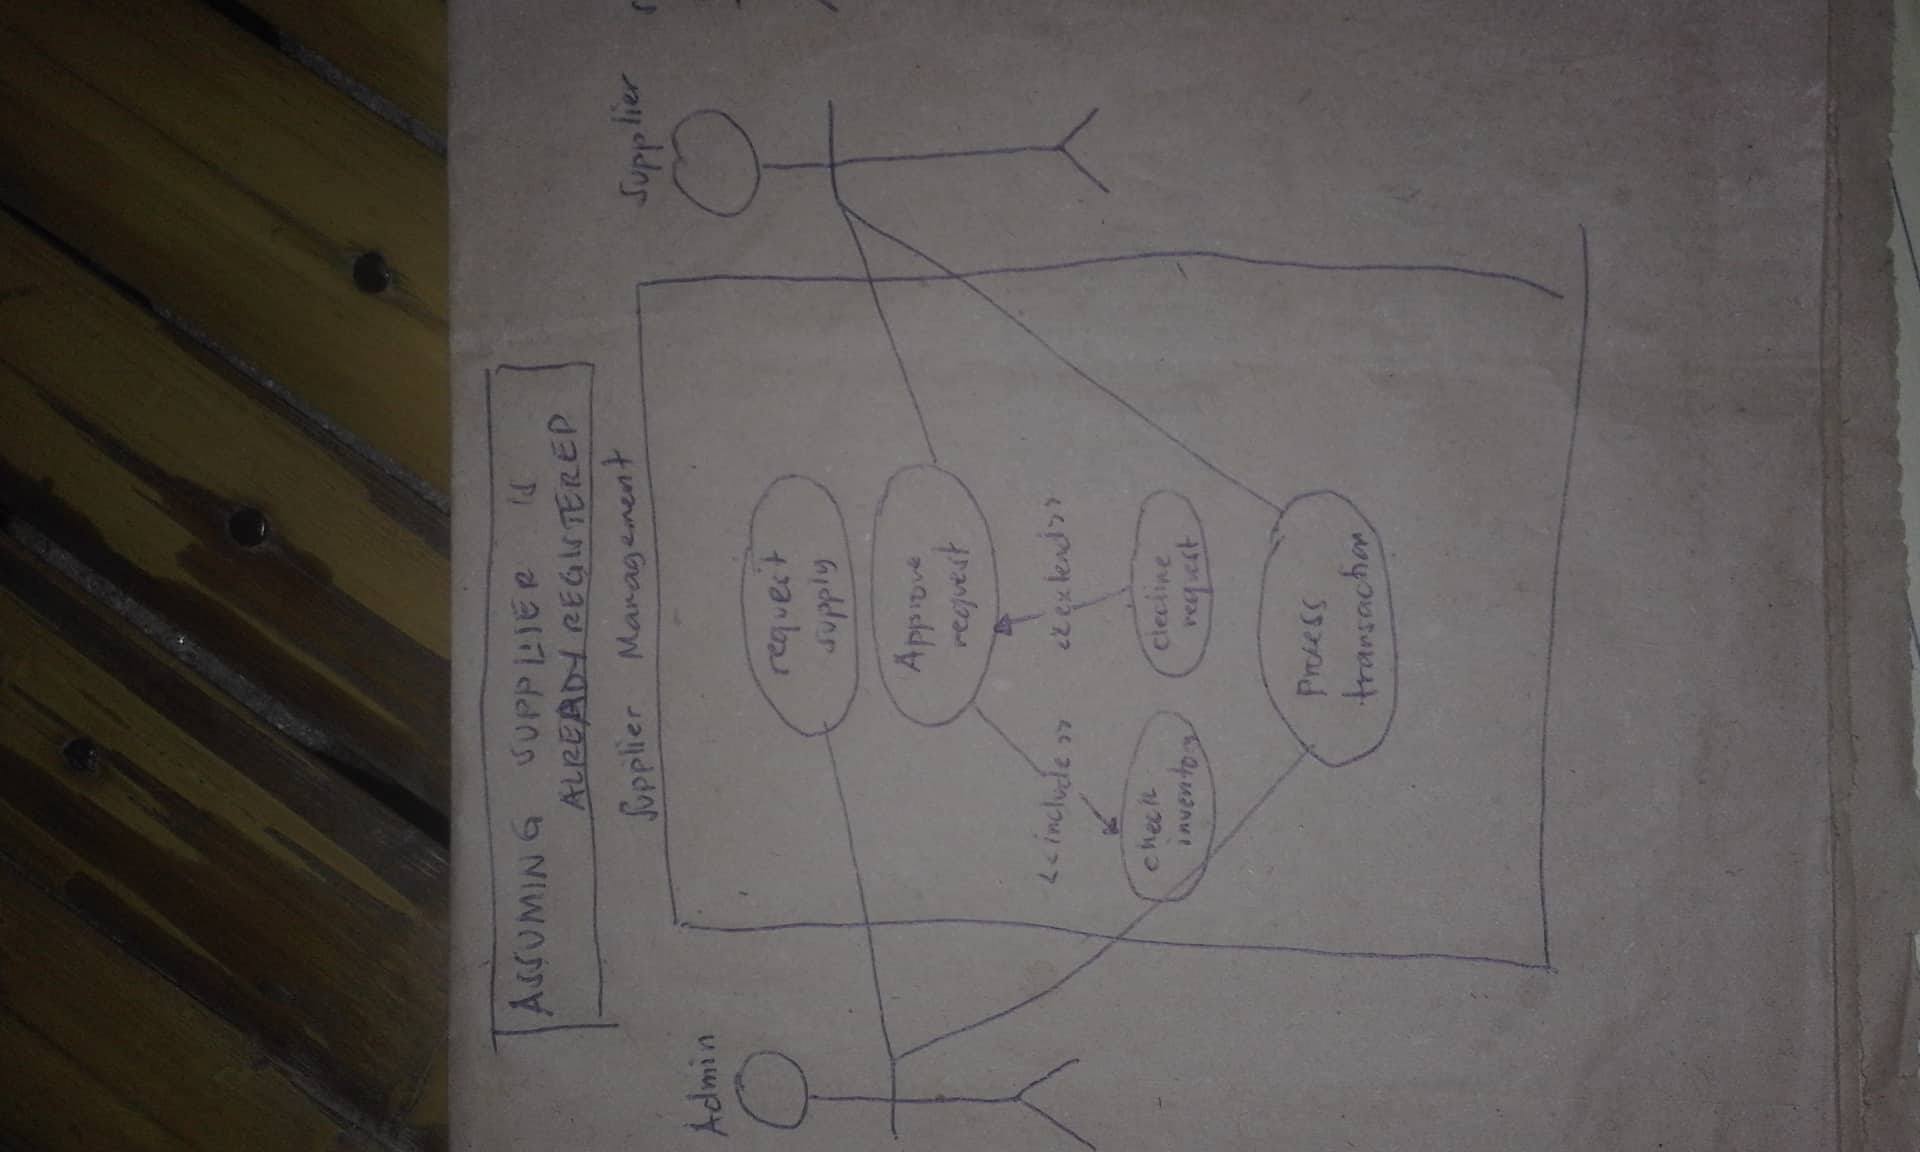 ASSUMING SUPPLIER IS
ALREADY REGISTERED
Supplier Management
Admin
Supplier
request
supply
Approve
request
<<include>>
<<extend>>
check
inventory
decline
request
Process
transaction